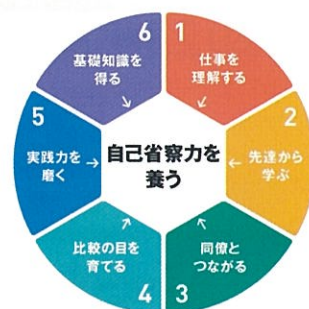 1
仕事を
理解する
2
先達から
学ぶ
3
同僚と
つながる
4
比較の目を
育てる
5
実践力を
磨く
6
基礎知識を
得る
自己省察力を
養う